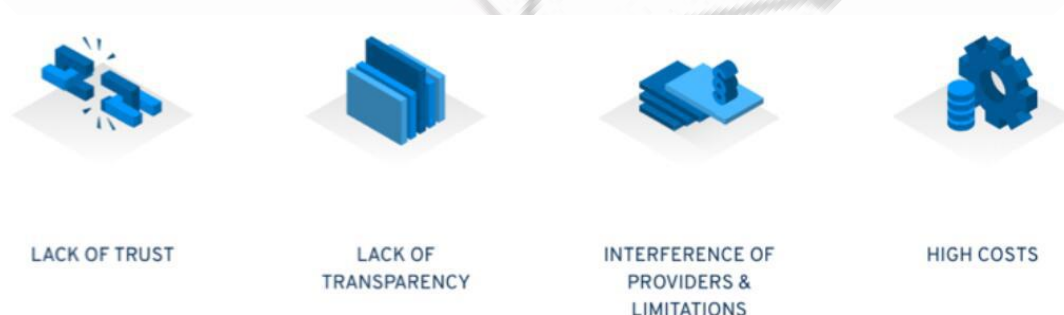 LACK OF TRUST
LACK OF
TRANSPARENCY
INTERFERENCE OF
PROVIDERS &
LIMITATIONS
HIGH COSTS